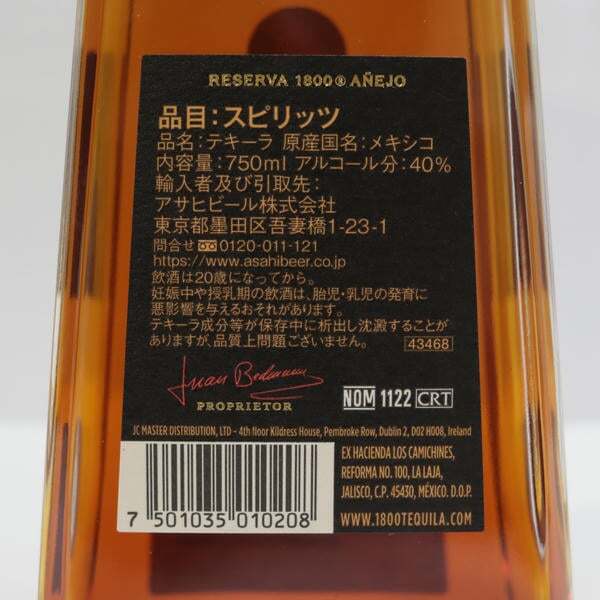 RESERVA 1800® AÑEJO
品目:スピリッツ
品名:テキーラ 原産国名:メキシコ
内容量:750ml アルコール分:40%
輸入者及び引取先:
アサヒビール株式会社
東京都墨田区吾妻橋1-23-1
問合せ 0120-011-121
https://www.asahibeer.co.jp
飲酒は20歳になってから。
妊娠中や授乳期の飲酒は、胎児・乳児の発育に
悪影響を与えるおそれがあります。
テキーラ成分等が保存中に析出し沈澱することが
ありますが、品質上問題ございません。 43468
Juan Beckmann
PROPRIETOR
NOM 1122 CRT
JC MASTER DISTRIBUTION, LTD - 4th floor Kildress House, Pembroke Row, Dublin 2, D02 H008, Ireland
EX HACIENDA LOS CAMICHINES,
REFORMA NO. 100, LA LAJA,
JALISCO, C.P. 45430, MÉXICO. D.O.P.
WWW.1800TEQUILA.COM
7 501035 010208